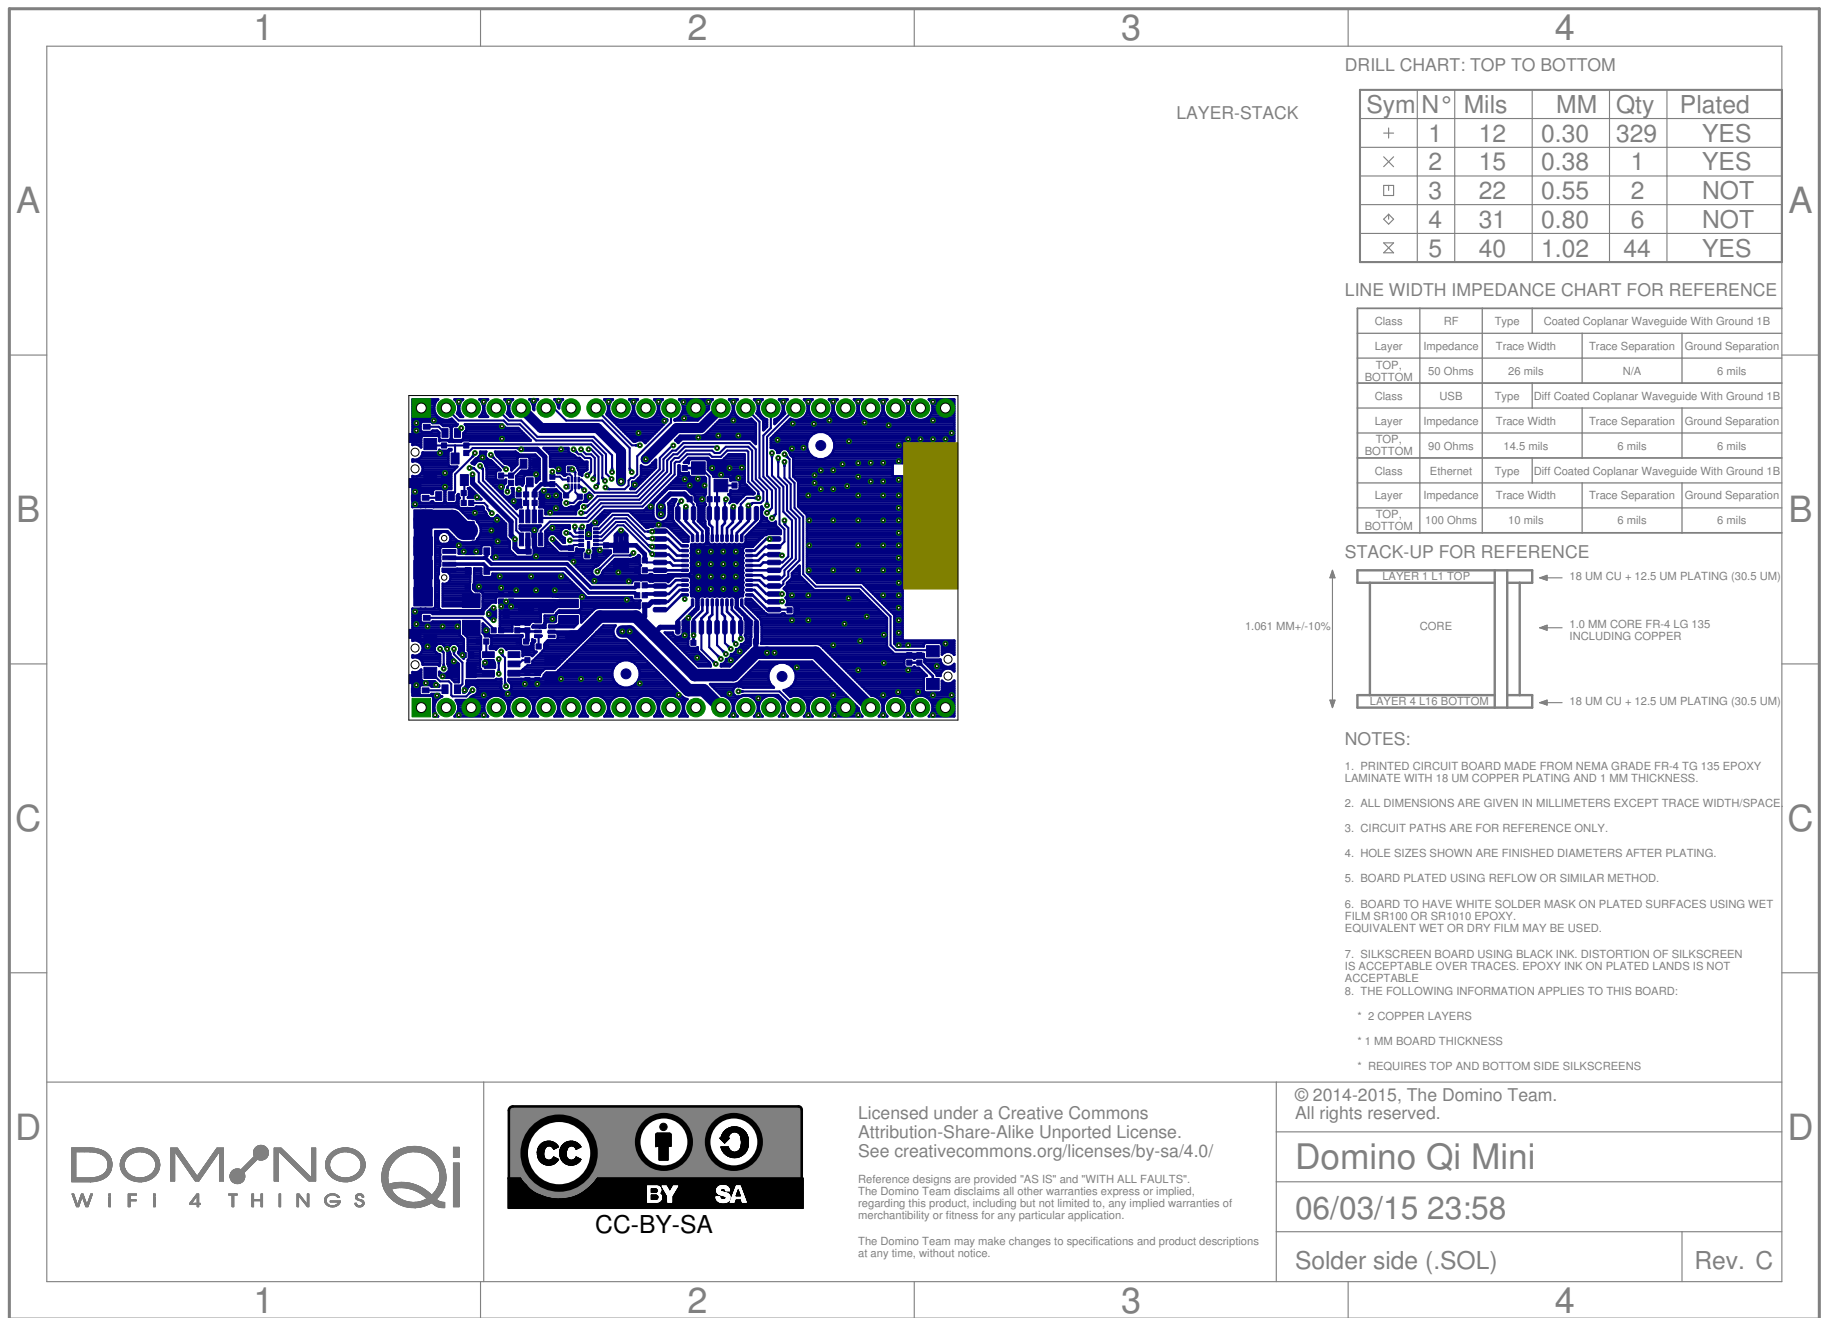 1 2 3 4
A
B
C
D
LAYER-STACK
DRILL CHART: TOP TO BOTTOM
Sym N° Mils MM Qty Plated
1 12 0.30 329 YES
2 15 0.38 1 YES
3 22 0.55 2 NOT
4 31 0.80 6 NOT
5 40 1.02 44 YES
LINE WIDTH IMPEDANCE CHART FOR REFERENCE
Class RF Type Coated Coplanar Waveguide With Ground 1B
Layer Impedance Trace Width Trace Separation Ground Separation
TOP, BOTTOM 50 Ohms 26 mils N/A 6 mils
Class USB Type Diff Coated Coplanar Waveguide With Ground 1B
Layer Impedance Trace Width Trace Separation Ground Separation
TOP, BOTTOM 90 Ohms 14.5 mils 6 mils 6 mils
Class Ethernet Type Diff Coated Coplanar Waveguide With Ground 1B
Layer Impedance Trace Width Trace Separation Ground Separation
TOP, BOTTOM 100 Ohms 10 mils 6 mils 6 mils
STACK-UP FOR REFERENCE
LAYER 1 L1 TOP 18 UM CU + 12.5 UM PLATING (30.5 UM)
1.061 MM+/-10% CORE 1.0 MM CORE FR-4 LG 135
INCLUDING COPPER
LAYER 4 L16 BOTTOM 18 UM CU + 12.5 UM PLATING (30.5 UM)
NOTES:
1. PRINTED CIRCUIT BOARD MADE FROM NEMA GRADE FR-4 TG 135 EPOXY
LAMINATE WITH 18 UM COPPER PLATING AND 1 MM THICKNESS.
2. ALL DIMENSIONS ARE GIVEN IN MILLIMETERS EXCEPT TRACE WIDTH/SPACE
3. CIRCUIT PATHS ARE FOR REFERENCE ONLY.
4. HOLE SIZES SHOWN ARE FINISHED DIAMETERS AFTER PLATING.
5. BOARD PLATED USING REFLOW OR SIMILAR METHOD.
6. BOARD TO HAVE WHITE SOLDER MASK ON PLATED SURFACES USING WET
FILM SR100 OR SR1010 EPOXY.
EQUIVALENT WET OR DRY FILM MAY BE USED.
7. SILKSCREEN BOARD USING BLACK INK. DISTORTION OF SILKSCREEN
IS ACCEPTABLE OVER TRACES. EPOXY INK ON PLATED LANDS IS NOT
ACCEPTABLE
8. THE FOLLOWING INFORMATION APPLIES TO THIS BOARD:
* 2 COPPER LAYERS
* 1 MM BOARD THICKNESS
* REQUIRES TOP AND BOTTOM SIDE SILKSCREENS
A
B
C
D
DOMINO Qi
WIFI 4 THINGS
CC
BY SA
CC-BY-SA
Licensed under a Creative Commons
Attribution-Share-Alike Unported License.
See creativecommons.org/licenses/by-sa/4.0/
Reference designs are provided "AS IS" and "WITH ALL FAULTS".
The Domino Team disclaims all other warranties express or implied,
regarding this product, including but not limited to, any implied warranties of
merchantibility or fitness for any particular application.
The Domino Team may make changes to specifications and product descriptions
at any time, without notice.
© 2014-2015, The Domino Team.
All rights reserved.
Domino Qi Mini
06/03/15 23:58
Solder side (.SOL) Rev. C
1 2 3 4